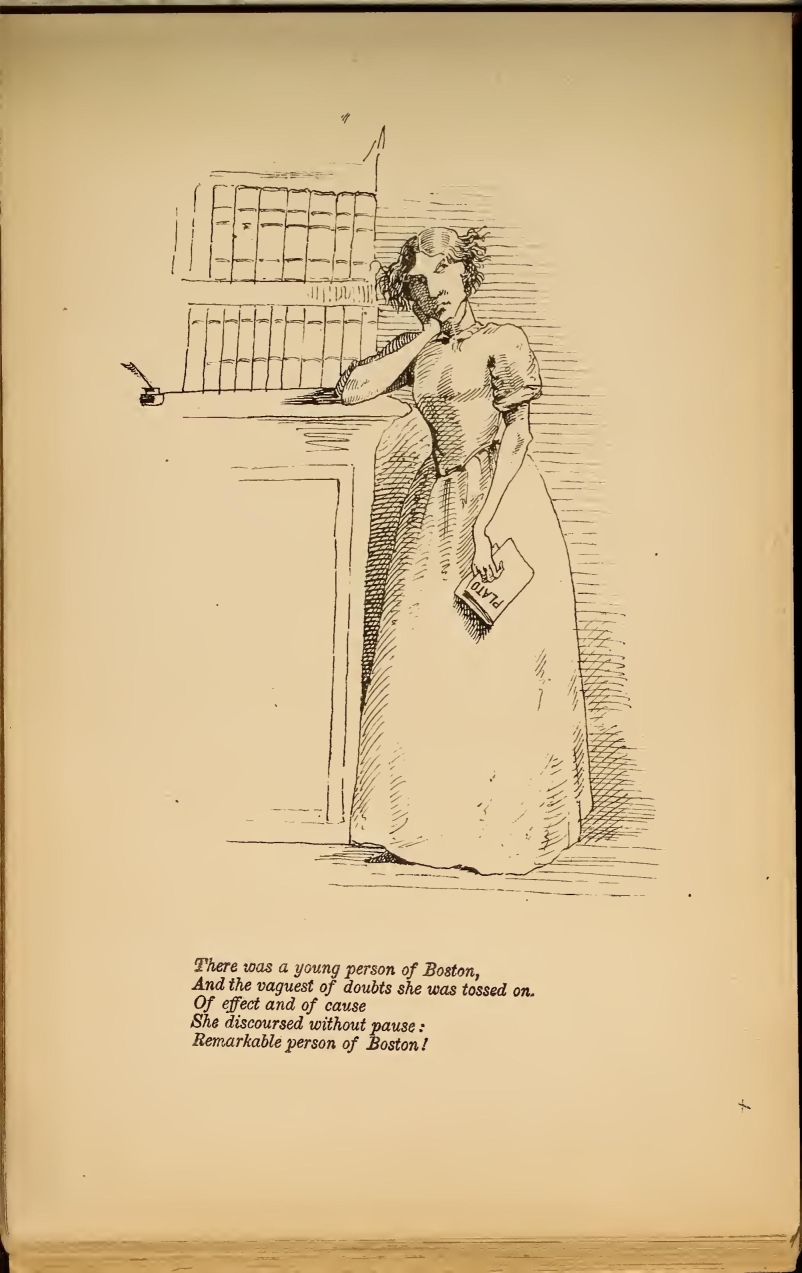 PLATO
There was a young person of Boston,
And the vaguest of doubts she was tossed on.
Of effect and of cause
She discoursed without pause:
Remarkable person of Boston!